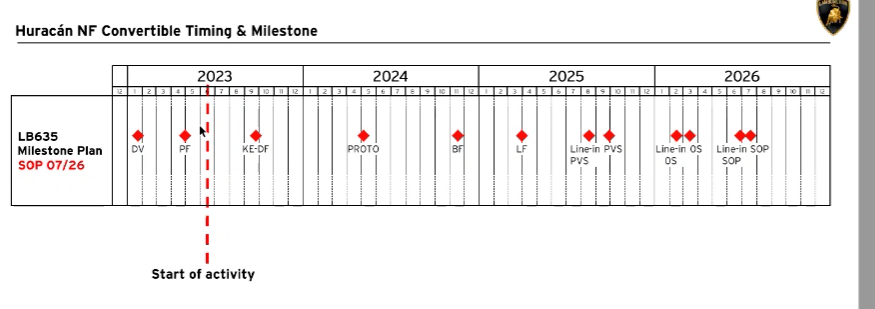 Huracán NF Convertible Timing & Milestone
2023 2024 2025 2026
12 1 2 3 4 5 6 7 8 9 10 11 12 1 2 3 4 5 6 7 8 9 10 11 12 1 2 3 4 5 6 7 8 9 10 11 12 1 2 3 4 5 6 7 8 9 10 11 12
LB635
Milestone Plan
SOP 07/26
DV PF KE-DF PROTO BF LF Line-in PVS Line-in OS Line-in SOP
PVS OS SOP
Start of activity